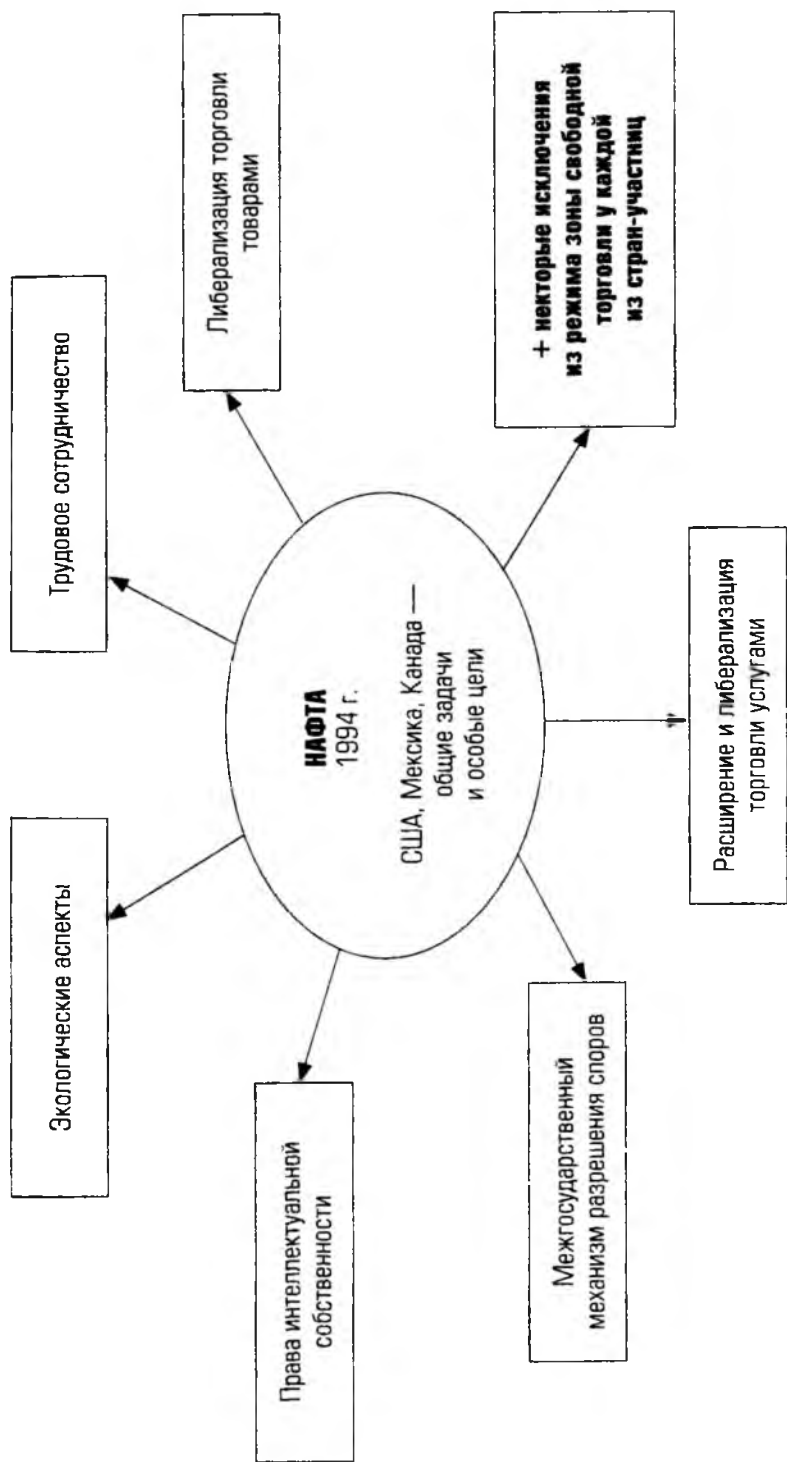 Экологические аспекты
Трудовое сотрудничество
Права интеллектуальной
собственности
Либерализация торговли
товарами
НАФТА
1994 г.
США, Мексика, Канада —
общие задачи
и особые цели
Межгосударственный
механизм разрешения споров
+ некоторые исключения
из режима зоны свободной
торговли у каждой
из стран-участниц
Расширение и либерализация
торговли услугами